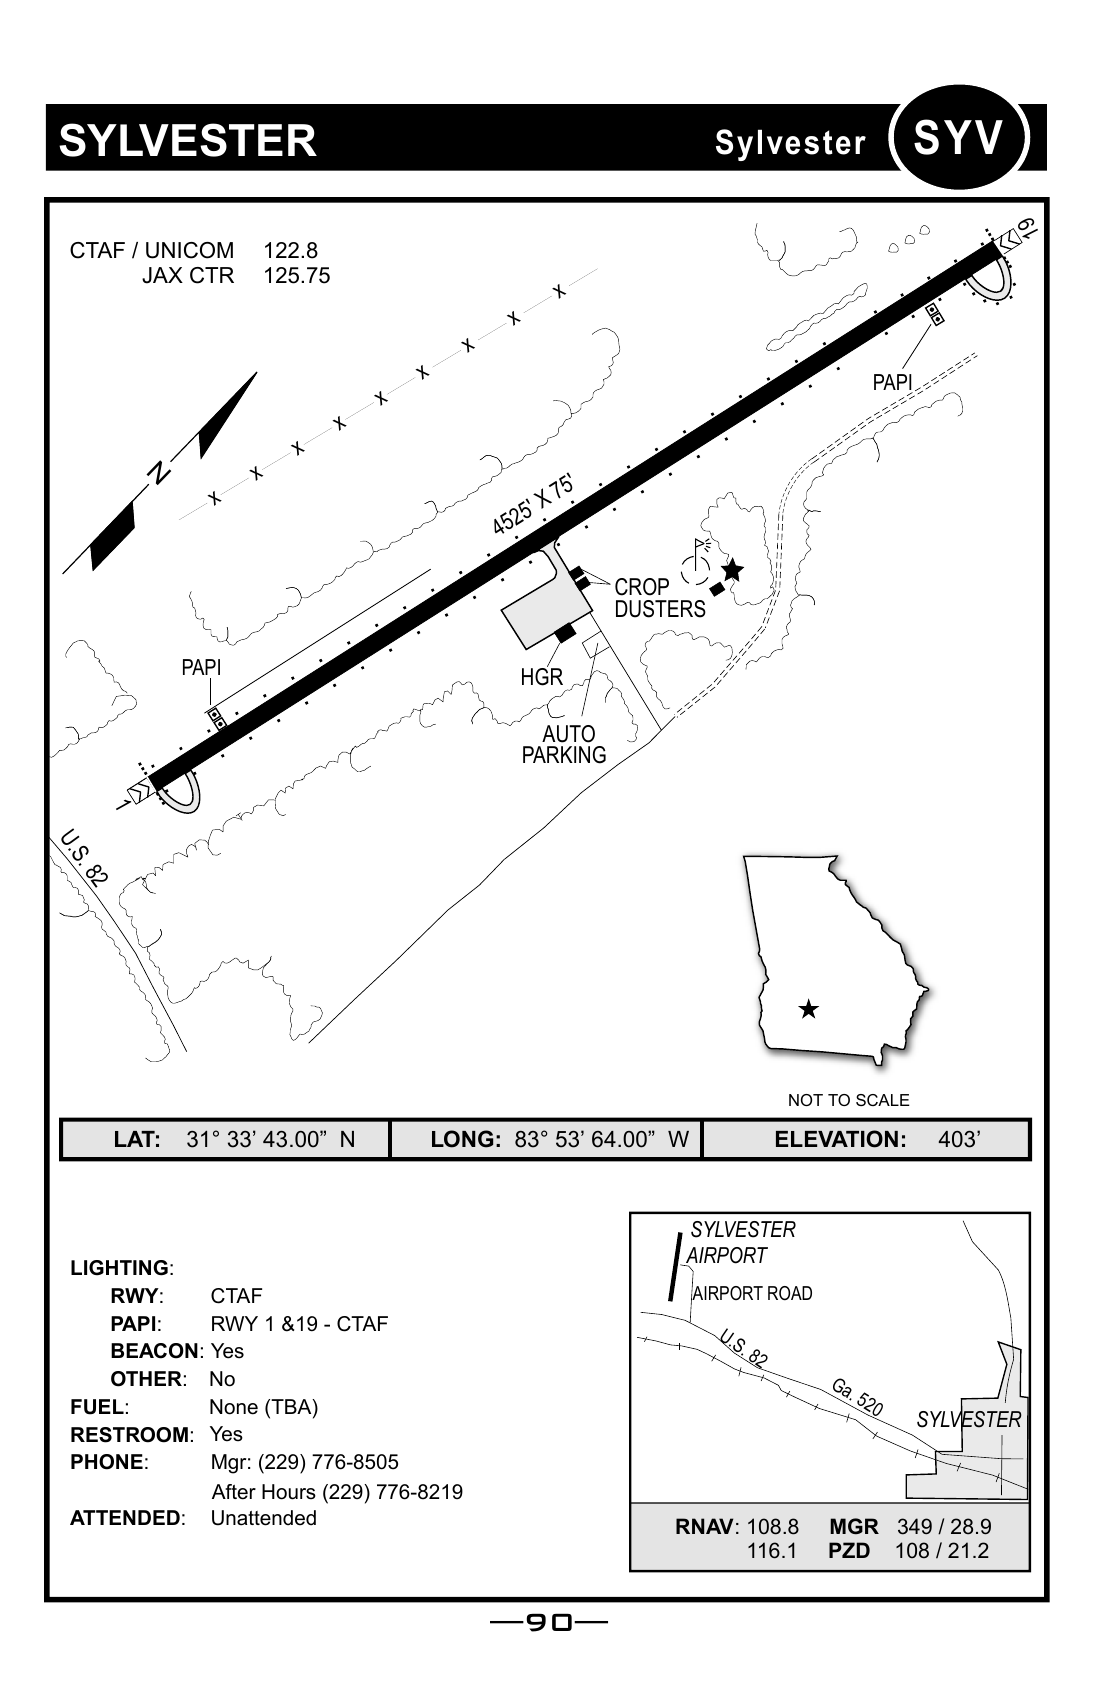 SYLVESTER
Sylvester
SYV
CTAF / UNICOM 122.8
JAX CTR 125.75
19
X X X X X X X X X
N
PAPI
4525' X 75'
CROP
DUSTERS
PAPI
HGR
AUTO
PARKING
1
U.S. 82
NOT TO SCALE
LAT: 31° 33’ 43.00” N LONG: 83° 53’ 64.00” W ELEVATION: 403’
LIGHTING:
RWY: CTAF
PAPI: RWY 1 &19 - CTAF
BEACON: Yes
OTHER: No
FUEL: None (TBA)
RESTROOM: Yes
PHONE: Mgr: (229) 776-8505
After Hours (229) 776-8219
ATTENDED: Unattended
SYLVESTER
AIRPORT
AIRPORT ROAD
U.S. 82
Ga. 520
SYLVESTER
RNAV: 108.8 MGR 349 / 28.9
116.1 PZD 108 / 21.2
90